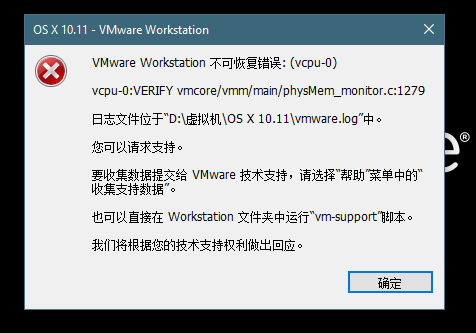 OS X 10.11 - VMware Workstation
VMware Workstation 不可恢复错误: (vcpu-0)
vcpu-0:VERIFY vmcore/vmm/main/physMem_monitor.c:1279
日志文件位于“D:\虚拟机\OS X 10.11\vmware.log”中。
您可以请求支持。
要收集数据提交给 VMware 技术支持，请选择“帮助”菜单中的“
收集支持数据”。
也可以直接在 Workstation 文件夹中运行“vm-support”脚本。
我们将根据您的技术支持权利做出回应。
确定